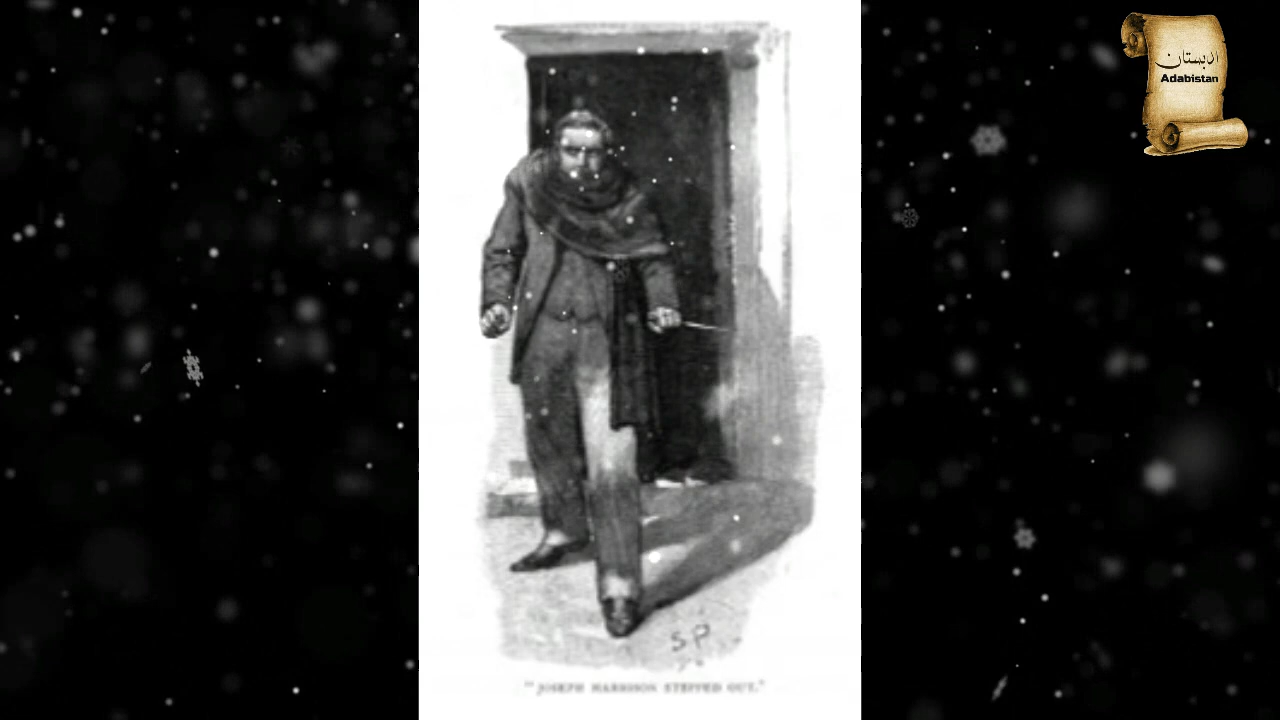 ادبستان
Adabistan
S P
"JOSEPH HARRISON STEPPED OUT."